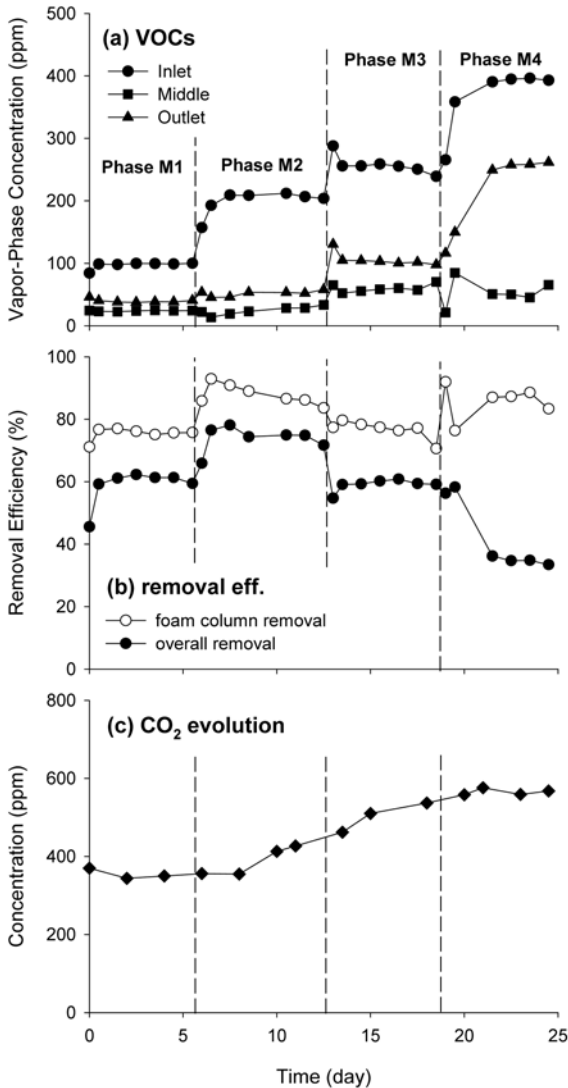 (a) VOCs
Inlet
Middle
Outlet
Phase M1
Phase M2
Phase M3
Phase M4
Vapor-Phase Concentration (ppm)
500
400
300
200
100
0
Removal Efficiency (%)
100
80
60
40
20
0
(b) removal eff.
foam column removal
overall removal
(c) CO₂ evolution
Concentration (ppm)
800
600
400
200
0
0 5 10 15 20 25
Time (day)